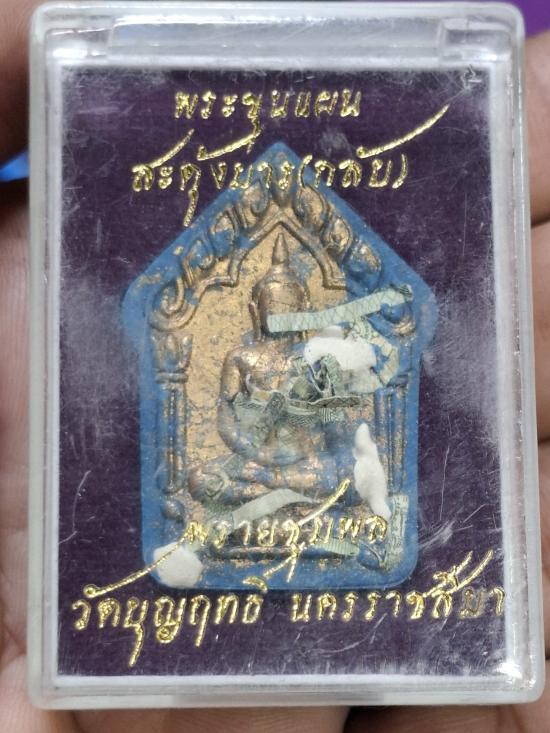 พระขุนแผน
สะดุ้งมาร(กลับ)
พรายชุมพล
วัดบุญฤทธิ์ นครราชสีมา